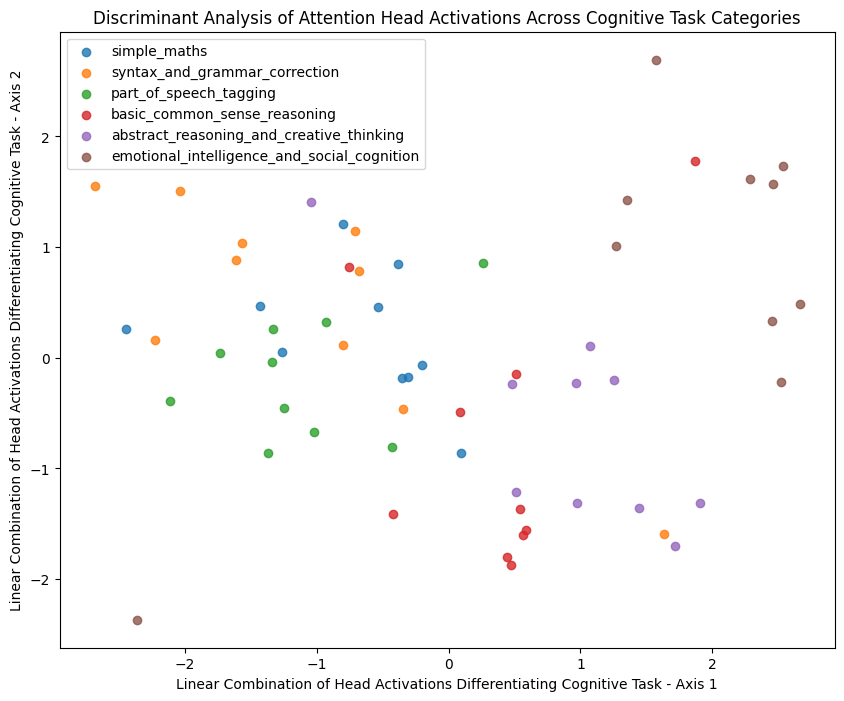 Discriminant Analysis of Attention Head Activations Across Cognitive Task Categories
simple_maths
syntax_and_grammar_correction
part_of_speech_tagging
basic_common_sense_reasoning
abstract_reasoning_and_creative_thinking
emotional_intelligence_and_social_cognition
Linear Combination of Head Activations Differentiating Cognitive Task - Axis 2
2
1
0
−1
−2
−2
−1
0
1
2
Linear Combination of Head Activations Differentiating Cognitive Task - Axis 1